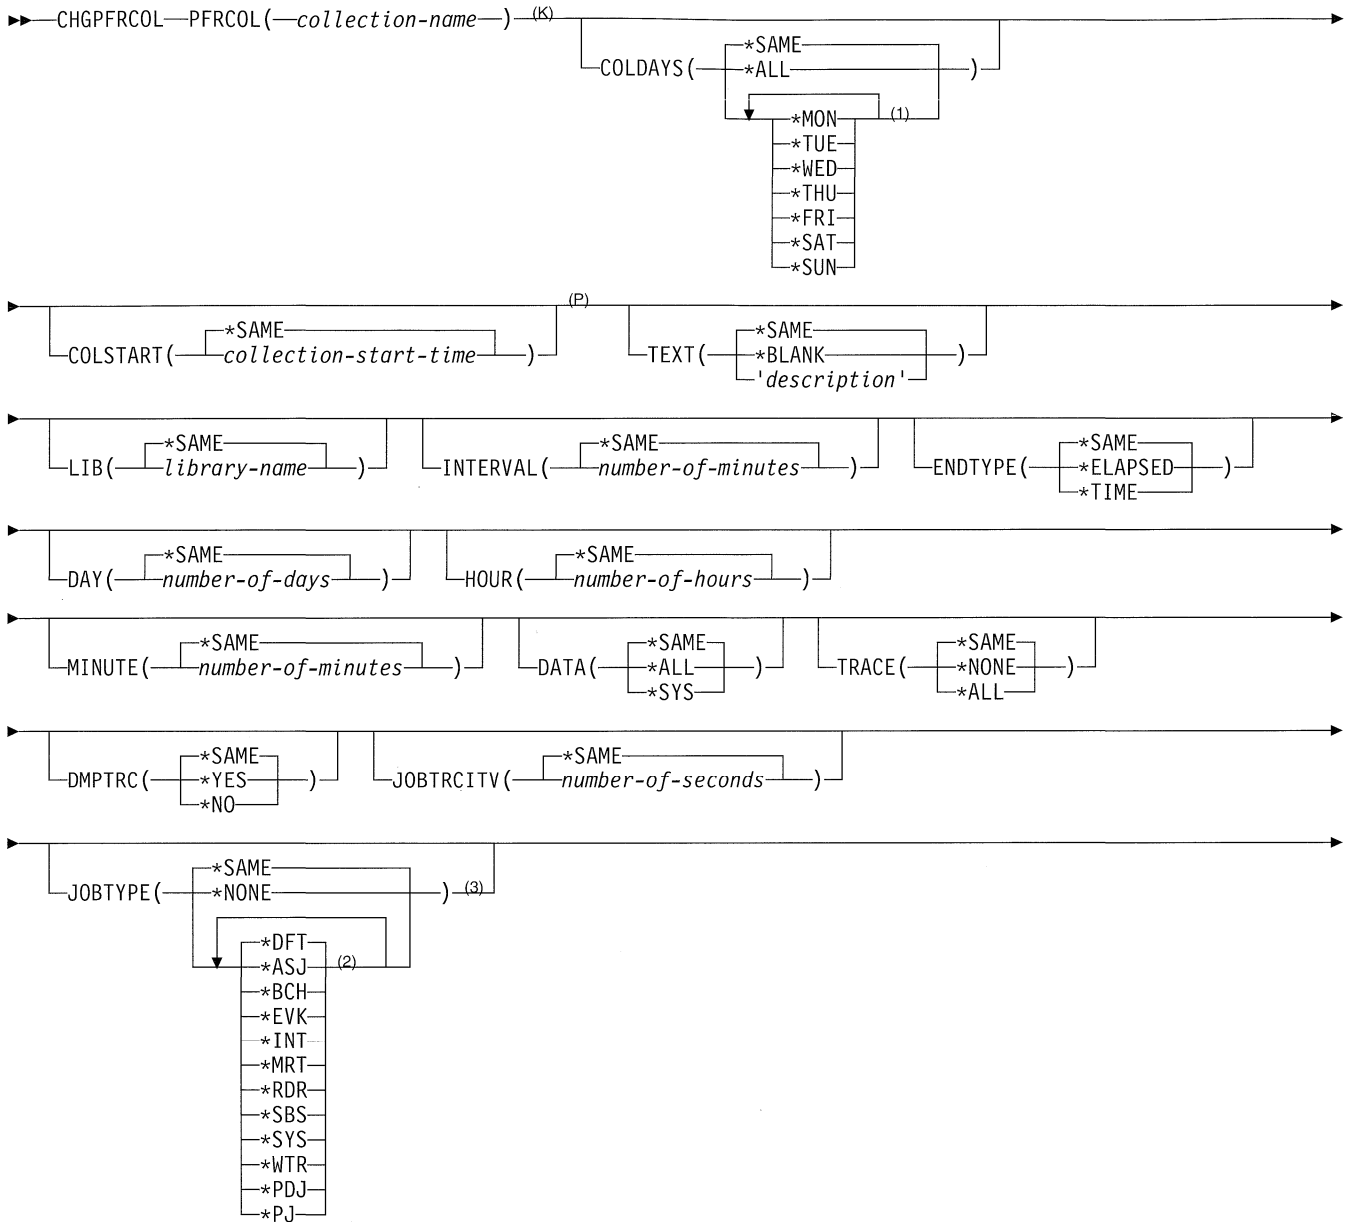 CHGPFRCOL PFRCOL( collection-name ) (K)
COLDAYS( *SAME
*ALL )
*MON (1)
*TUE
*WED
*THU
*FRI
*SAT
*SUN
COLSTART( *SAME
collection-start-time ) (P)
TEXT( *SAME
*BLANK )
'description'
LIB( *SAME
library-name )
INTERVAL( *SAME
number-of-minutes )
ENDTYPE( *SAME
*ELAPSED )
*TIME
DAY( *SAME
number-of-days )
HOUR( *SAME
number-of-hours )
MINUTE( *SAME
number-of-minutes )
DATA( *SAME
*ALL )
*SYS
TRACE( *SAME
*NONE )
*ALL
DMPTRC( *SAME
*YES )
*NO
JOBTRCITV( *SAME
number-of-seconds )
JOBTYPE( *SAME
*NONE ) (3)
*DFT
*ASJ (2)
*BCH
*EVK
*INT
*MRT
*RDR
*SBS
*SYS
*WTR
*PDJ
*PJ